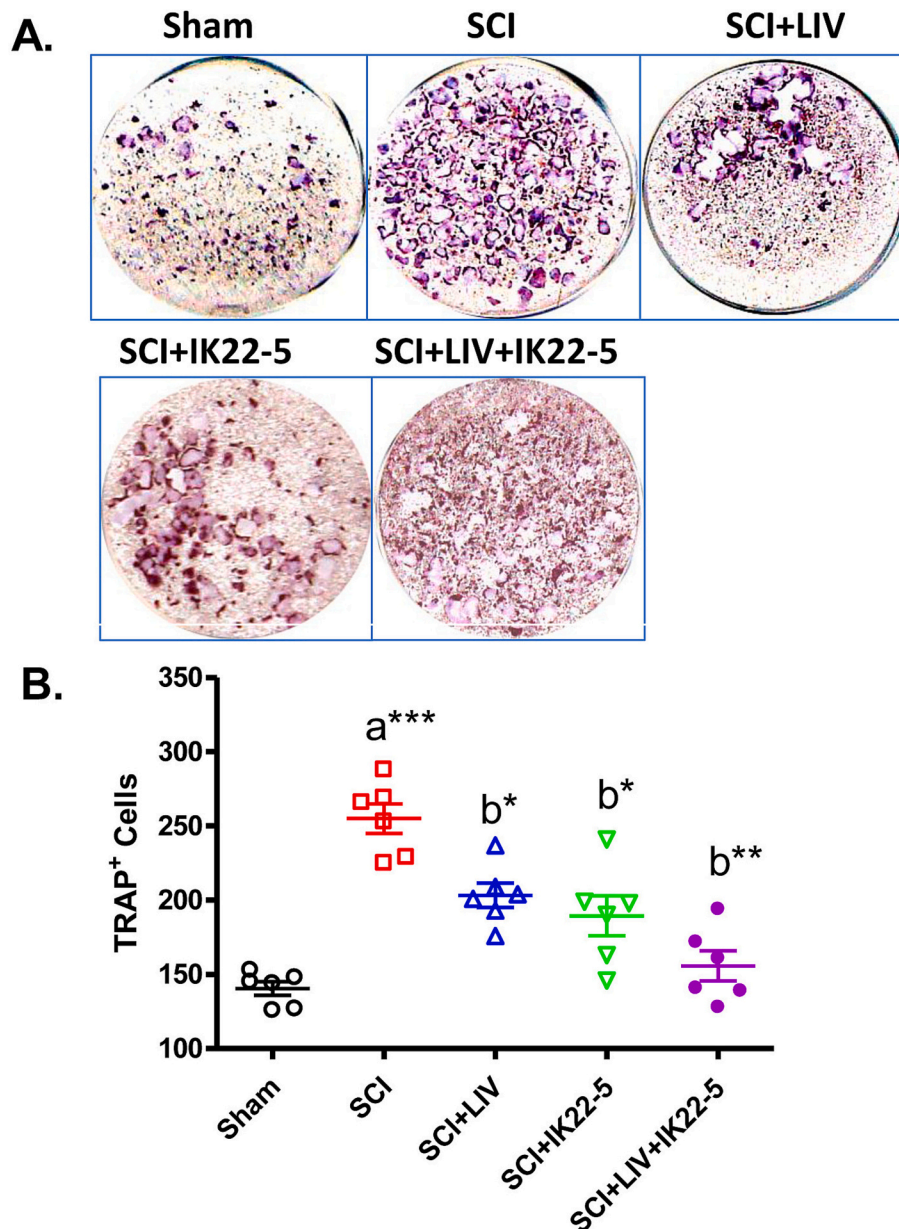 A.
Sham SCI SCI+LIV
SCI+IK22-5 SCI+LIV+IK22-5
B.
350
300
250
200
150
100
TRAP+ Cells
a***
b*
b*
b**
Sham
SCI
SCI+LIV
SCI+IK22-5
SCI+LIV+IK22-5